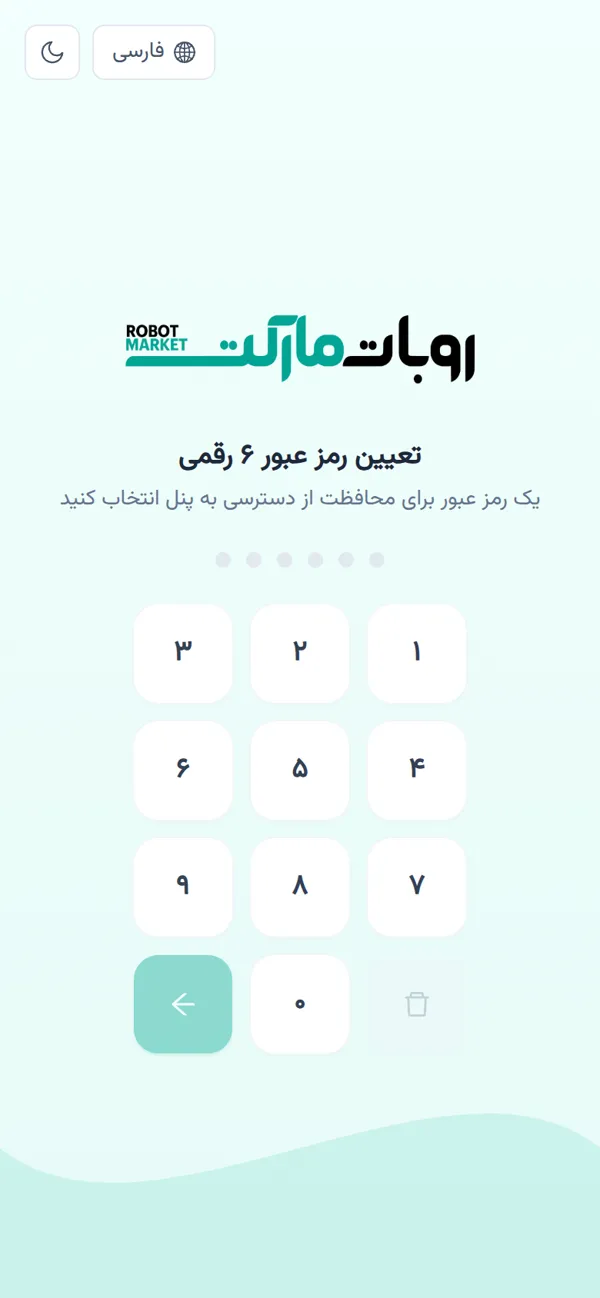 فارسی
روبات مارکت
ROBOT
MARKET
تعیین رمز عبور ۶ رقمی
یک رمز عبور برای محافظت از دسترسی به پنل انتخاب کنید
۱ ۲ ۳
۴ ۵ ۶
۷ ۸ ۹
۰